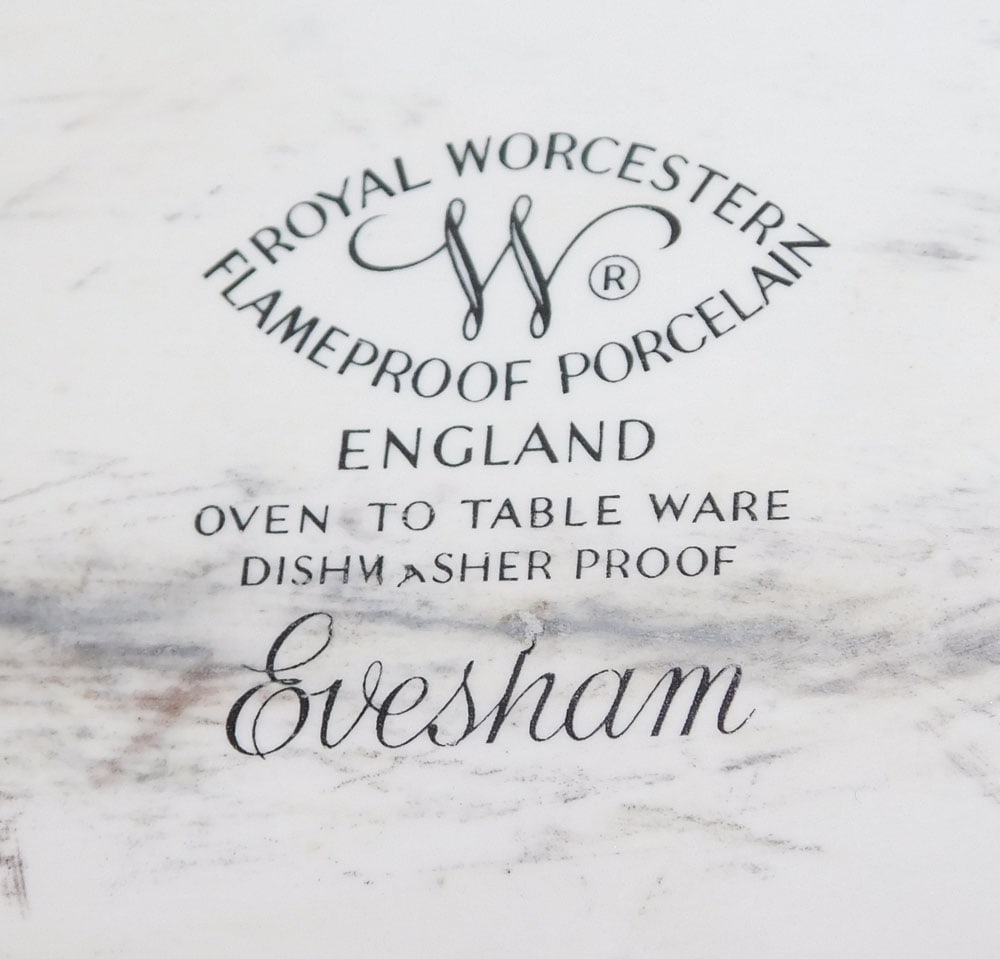 ROYAL WORCESTER
W ®
FLAMEPROOF PORCELAIN
ENGLAND
OVEN TO TABLE WARE
DISHWASHER PROOF
Evesham